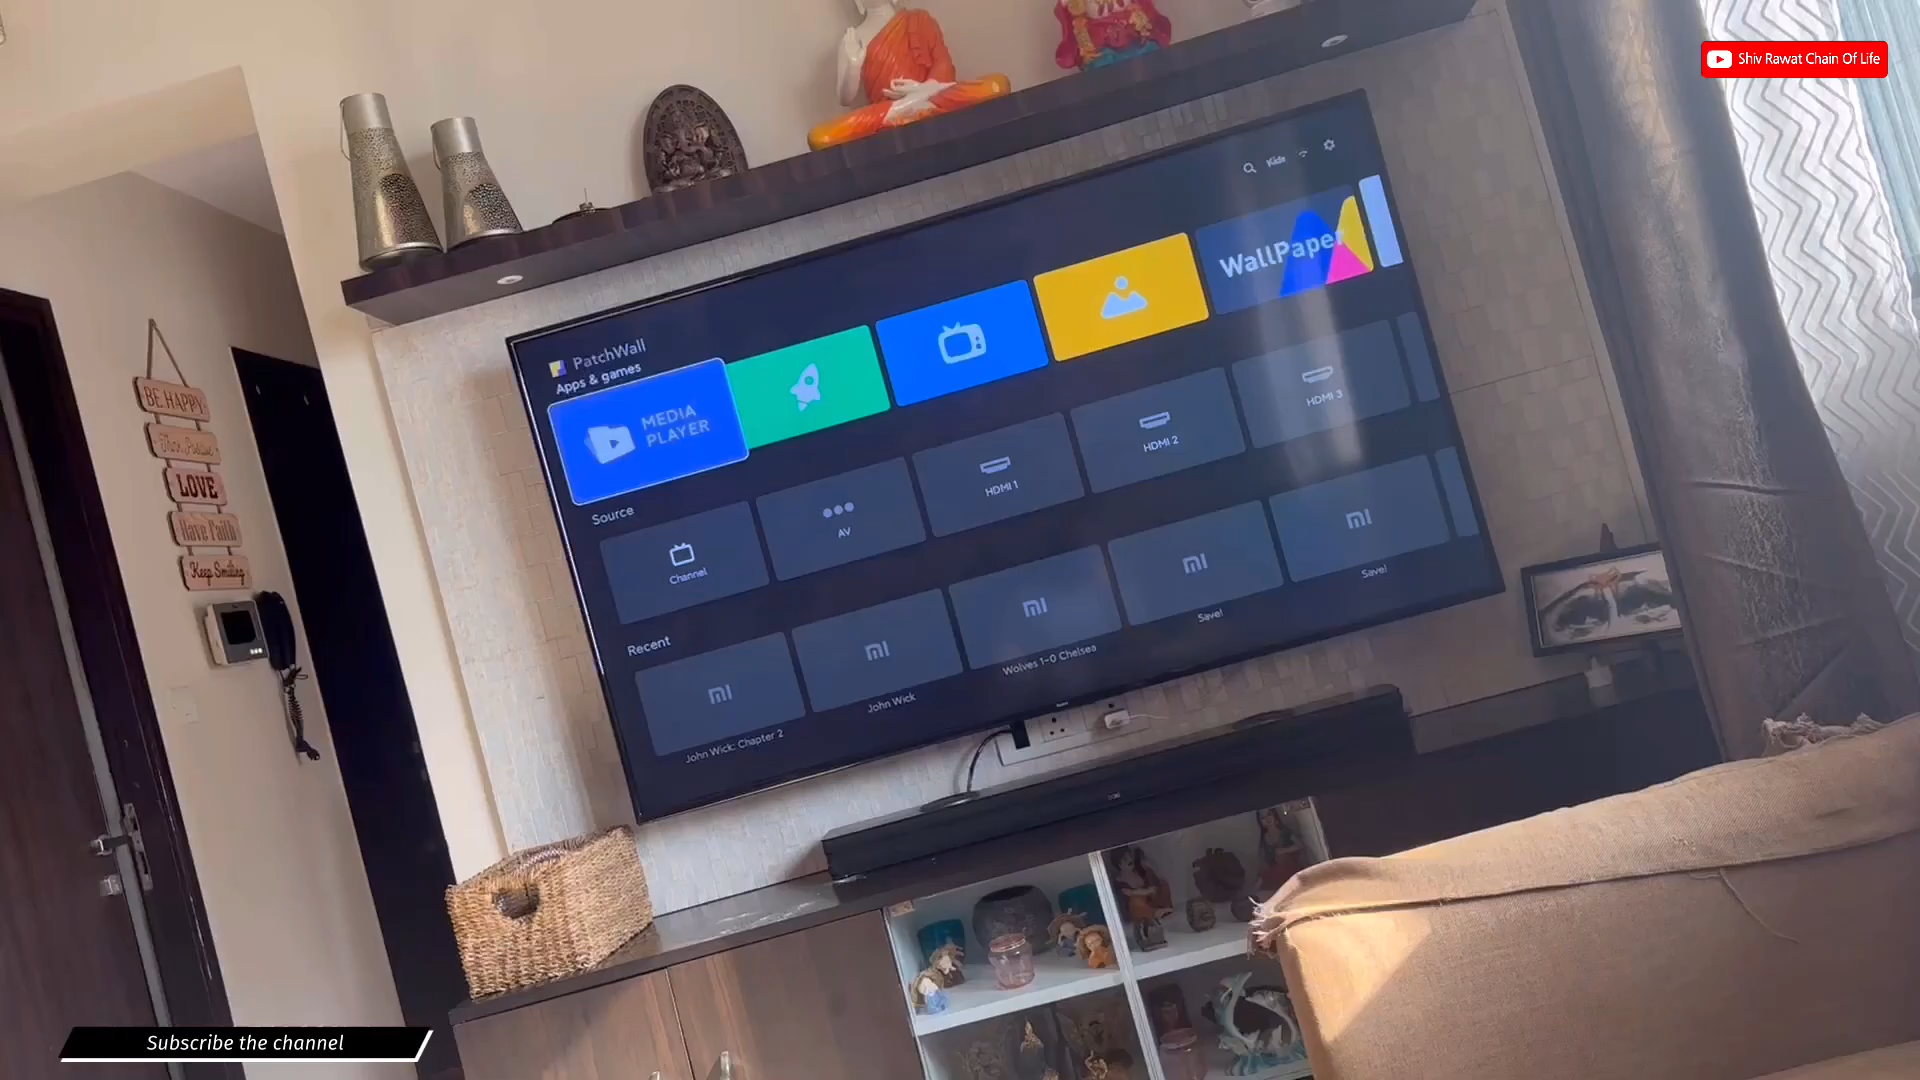 Shiv Rawat Chain Of Life
Kids
PatchWall
Apps & games
MEDIA
PLAYER
WallPaper
Source
Channel
AV
HDMI 1
HDMI 2
HDMI 3
Recent
John Wick: Chapter 2
John Wick
Wolves 1-0 Chelsea
Save!
Save!
BE HAPPY
Think Positive
LOVE
Have Faith
Keep Smiling
Subscribe the channel